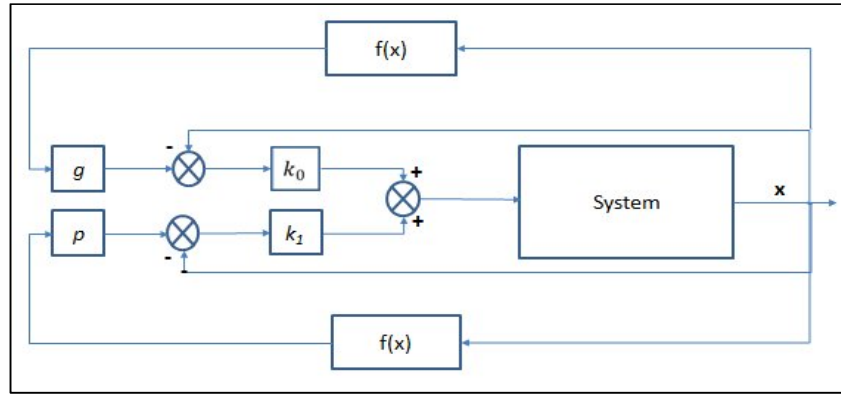 f(x)
-
g
k₀
+
System
x
p
k₁
+
-
f(x)